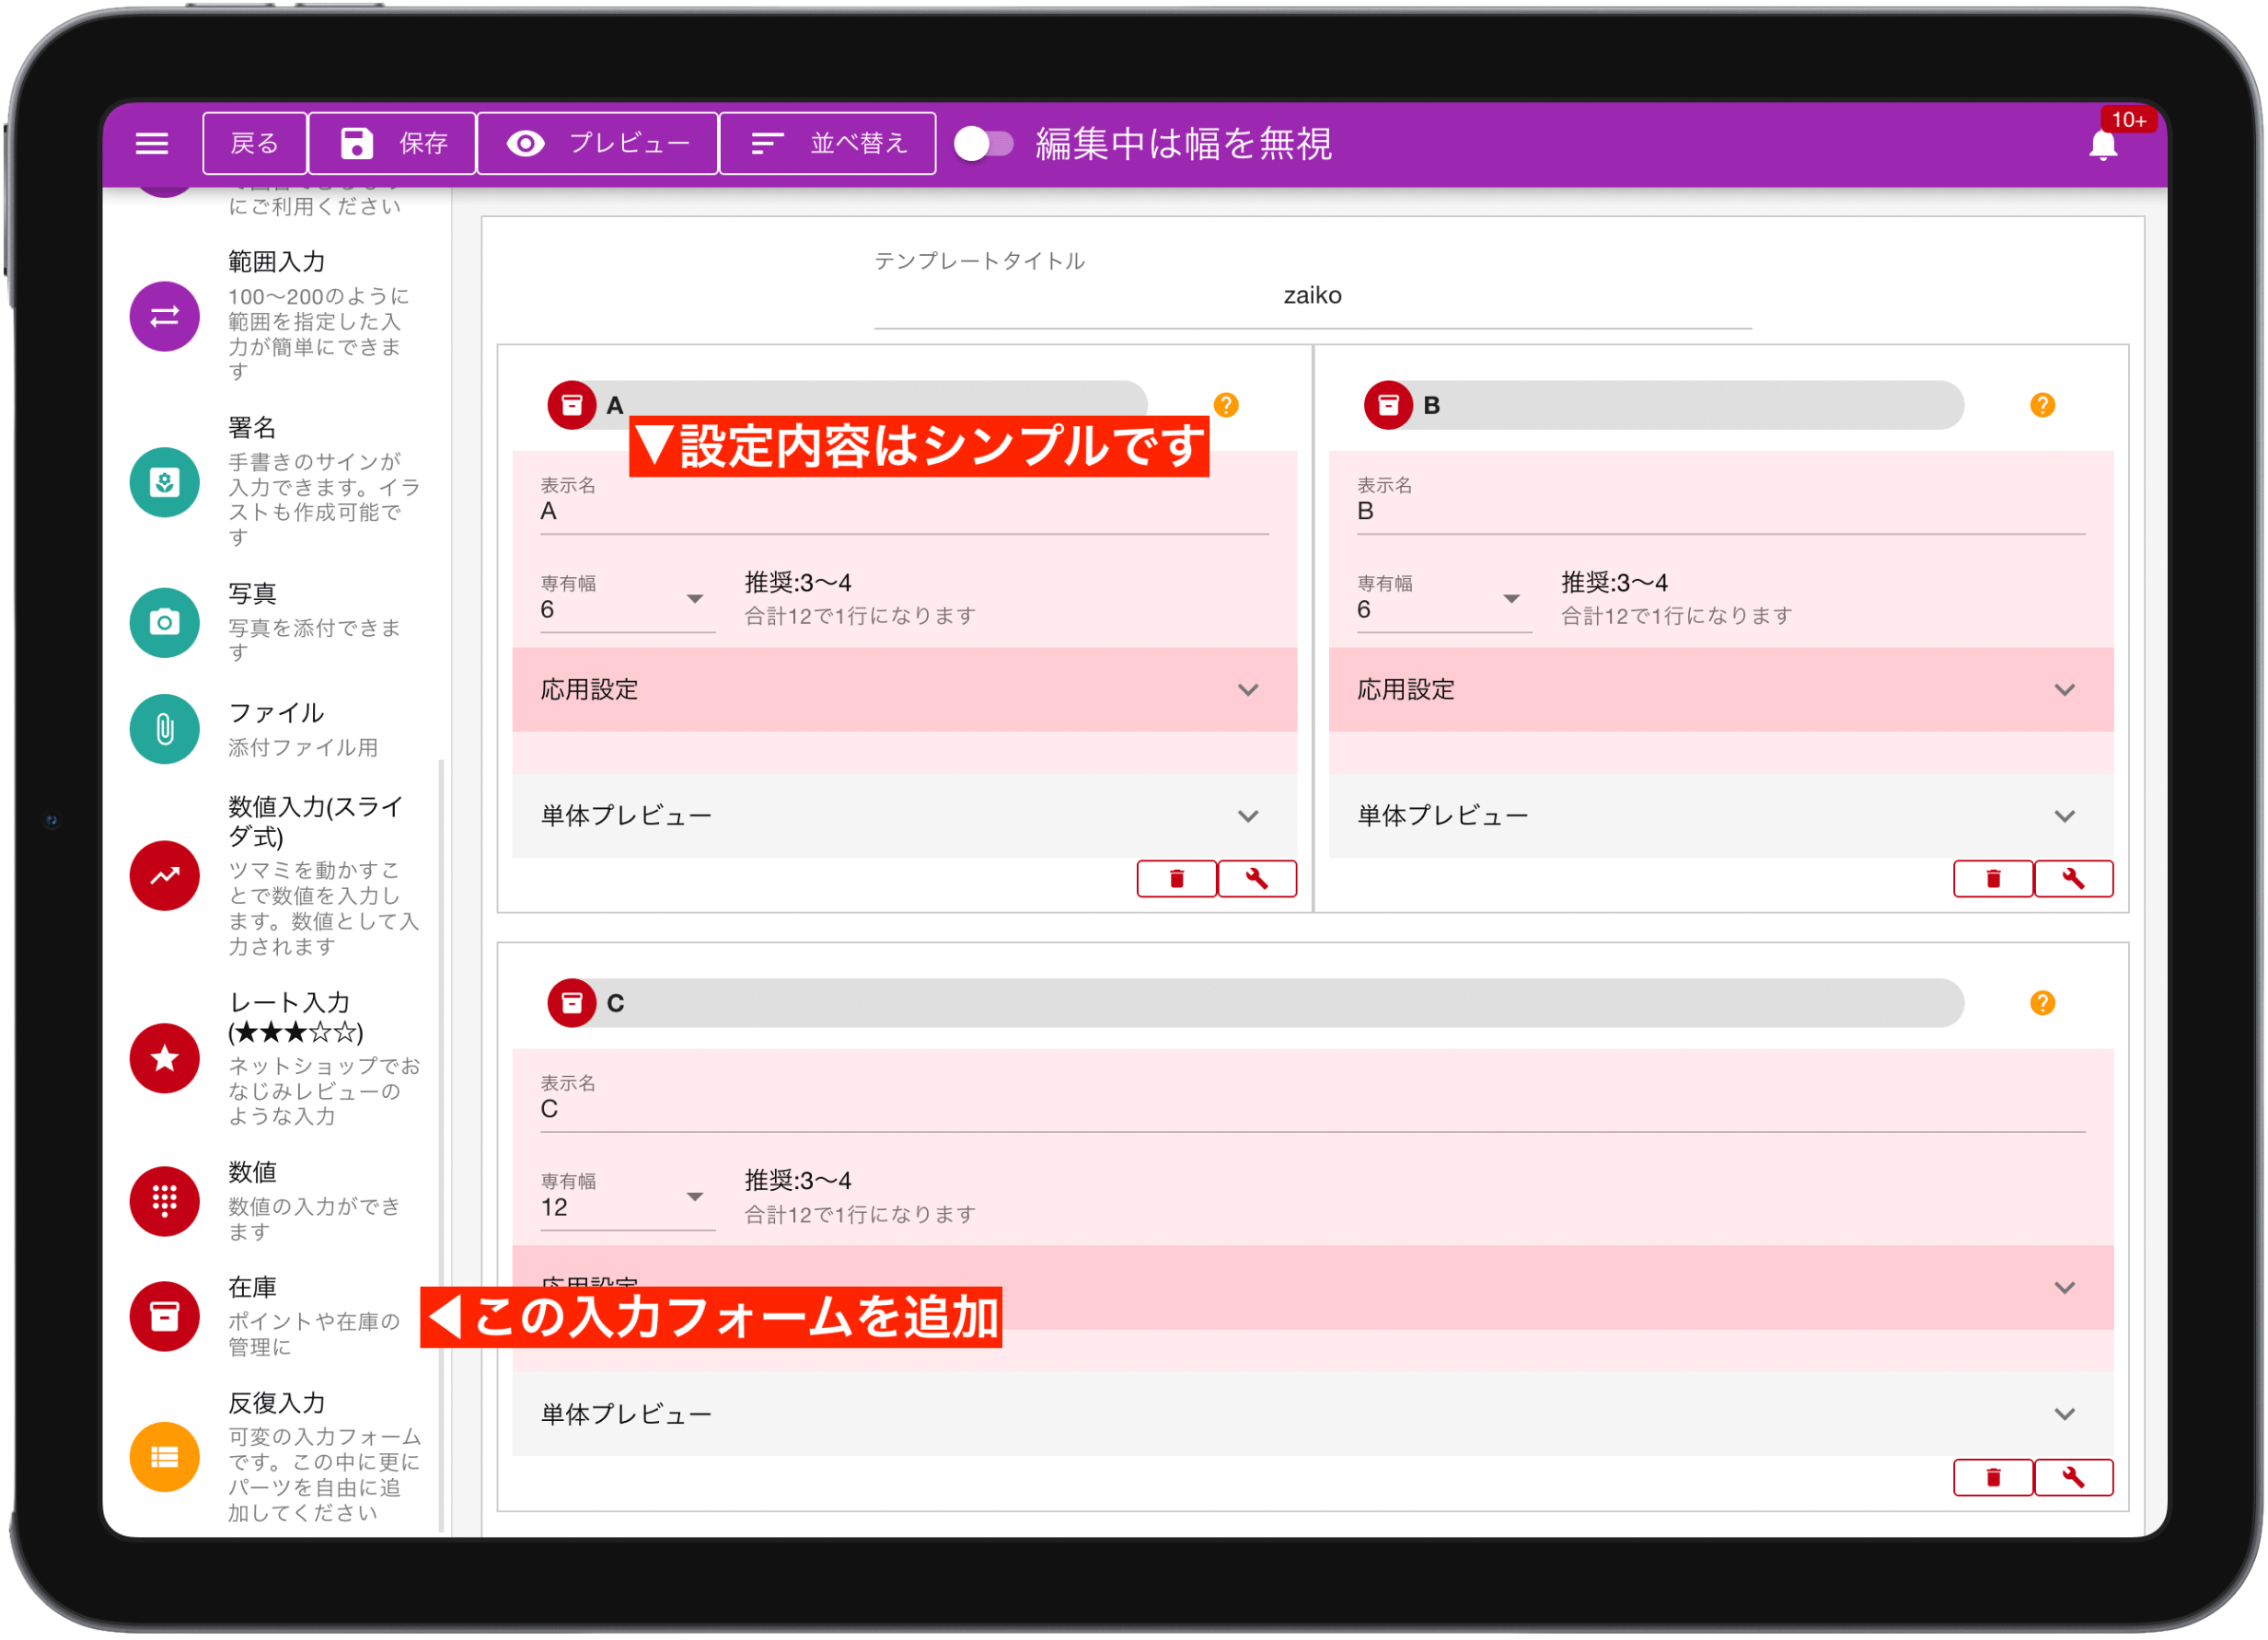 戻る
保存
プレビュー
並べ替え
編集中は幅を無視
10+
にご利用ください
範囲入力
100〜200のように
範囲を指定した入
力が簡単にできま
す
署名
手書きのサインが
入力できます。イラ
ストも作成可能で
す
写真
写真を添付できま
す
ファイル
添付ファイル用
数値入力(スライ
ダ式)
ツマミを動かすこ
とで数値を入力し
ます。数値として入
力されます
レート入力
(★★★☆☆)
ネットショップでお
なじみレビューの
ような入力
数値
数値の入力ができ
ます
在庫
ポイントや在庫の
管理に
反復入力
可変の入力フォーム
です。この中に更に
パーツを自由に追
加してください
テンプレートタイトル
zaiko
A
▼設定内容はシンプルです
表示名
A
専有幅
6
推奨:3〜4
合計12で1行になります
応用設定
単体プレビュー
B
表示名
B
専有幅
6
推奨:3〜4
合計12で1行になります
応用設定
単体プレビュー
C
表示名
C
専有幅
12
推奨:3〜4
合計12で1行になります
応用設定
◀この入力フォームを追加
単体プレビュー